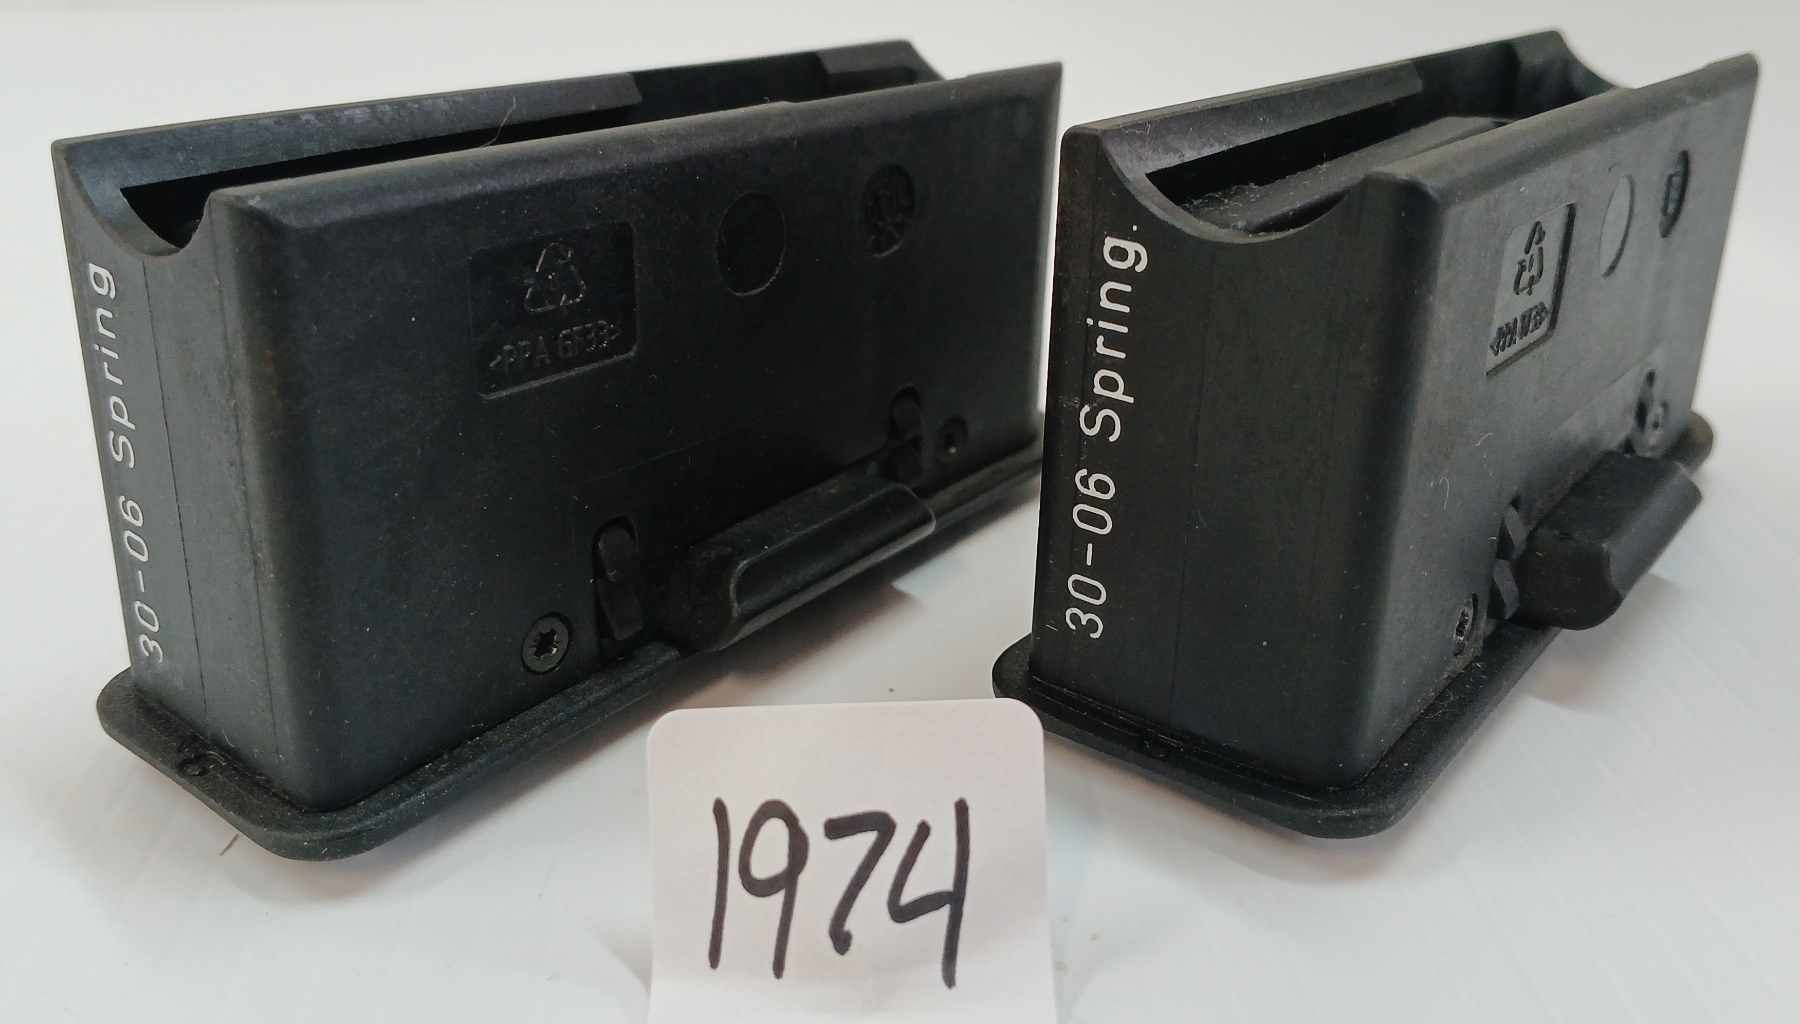 30-06 Spring
>PPA GF33<
30-06 Spring.
1974